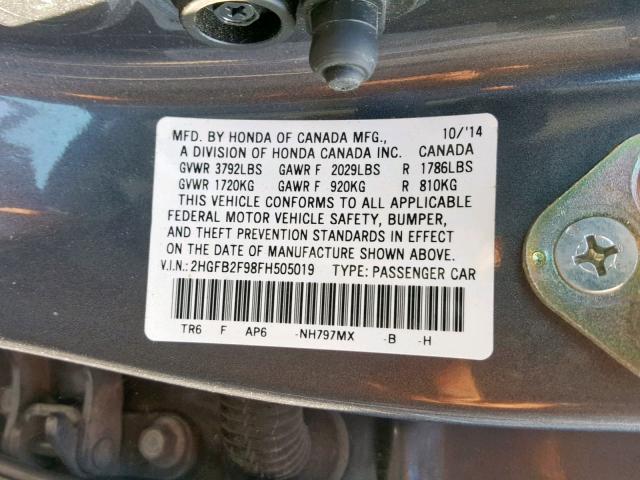 MFD. BY HONDA OF CANADA MFG., 10/'14
A DIVISION OF HONDA CANADA INC. CANADA
GVWR 3792LBS GAWR F 2029LBS R 1786LBS
GVWR 1720KG GAWR F 920KG R 810KG
THIS VEHICLE CONFORMS TO ALL APPLICABLE
FEDERAL MOTOR VEHICLE SAFETY, BUMPER,
AND THEFT PREVENTION STANDARDS IN EFFECT
ON THE DATE OF MANUFACTURE SHOWN ABOVE.
V.I.N.: 2HGFB2F98FH505019 TYPE: PASSENGER CAR
TR6 F AP6 -NH797MX -B -H